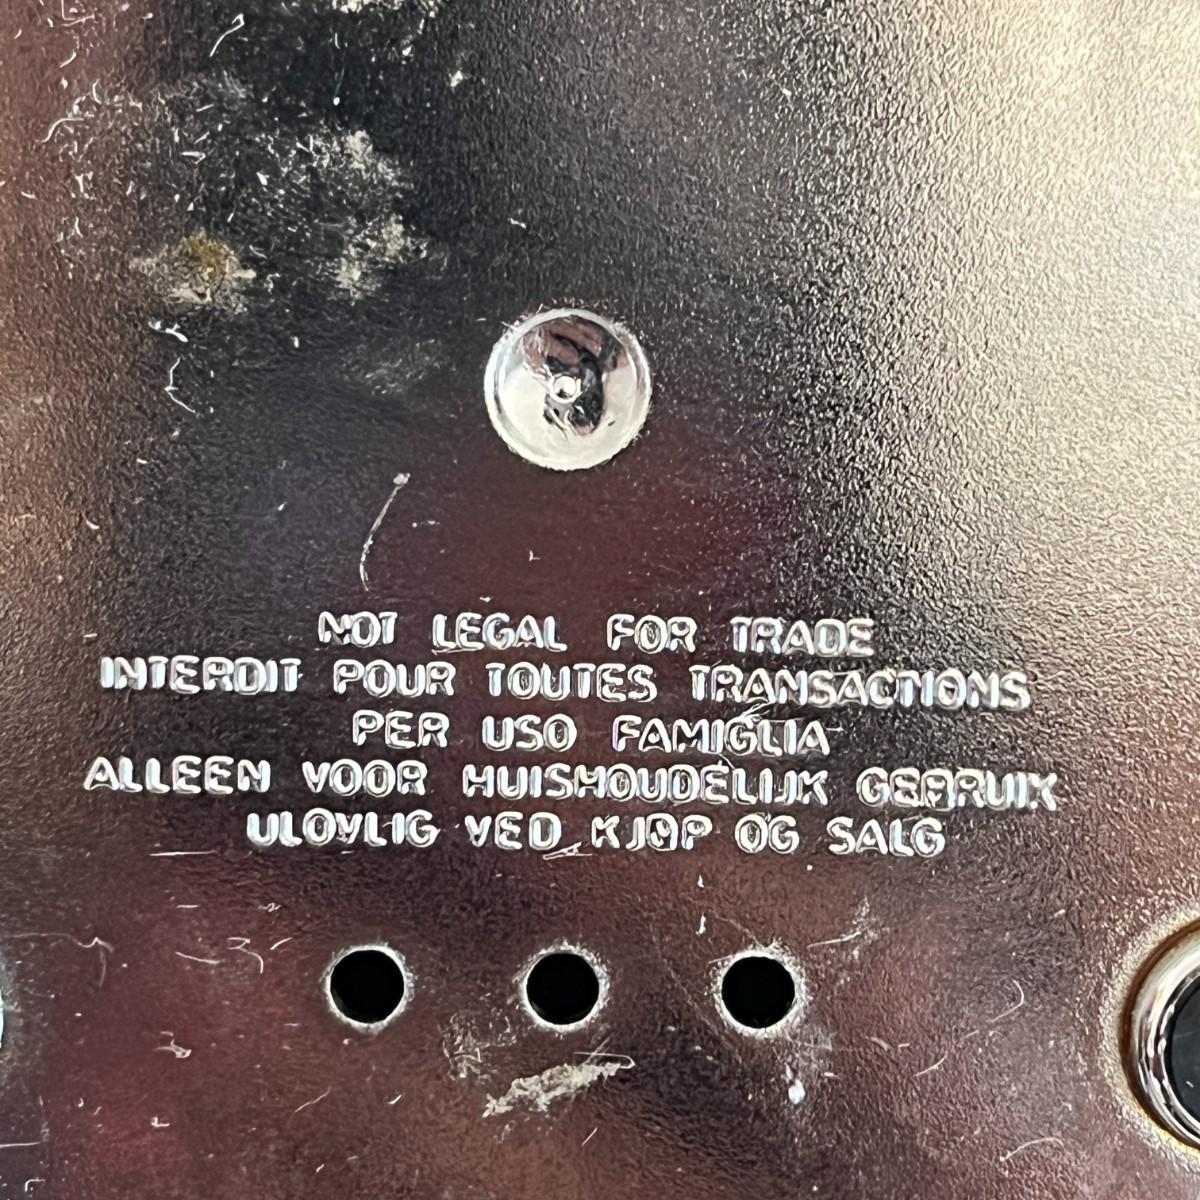 NOT LEGAL FOR TRADE
INTERDIT POUR TOUTES TRANSACTIONS
PER USO FAMIGLIA
ALLEEN VOOR HUISHOUDELIJK GEBRUIK
ULOVLIG VED KJØP OG SALG